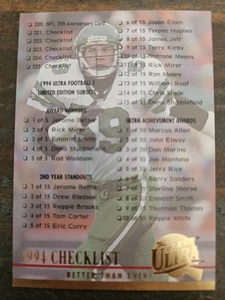 320. NFL 75th Anniversary Card
321. Checklist
322. Checklist
323. Checklist
324. Checklist
325. Checklist
1994 ULTRA FOOTBALL
LIMITED EDITION SUBSETS
AWARD WINNERS
1 of 5 Jerome Bettis
2 of 5 Rick Mirer
3 of 5 Emmitt Smith
4 of 5 Dana Stubblefield
5 of 5 Rod Woodson
2ND YEAR STANDOUTS
1 of 15 Jerome Bettis
2 of 15 Drew Bledsoe
3 of 15 Reggie Brooks
4 of 15 Tom Carter
5 of 15 Eric Curry
6 of 15 Jason Elam
7 of 15 Tyrone Hughes
8 of 15 James Jett
9 of 15 Terry Kirby
10 of 15 Natrone Means
11 of 15 Rick Mirer
12 of 15 Ron Moore
13 of 15 William Roaf
14 of 15 Chris Slade
15 of 15 Dana Stubblefield
ULTRA ACHIEVEMENT AWARDS
1 of 10 Marcus Allen
2 of 10 John Elway
3 of 10 Dan Marino
4 of 10 Joe Montana
5 of 10 Jerry Rice
6 of 10 Barry Sanders
7 of 10 Sterling Sharpe
8 of 10 Emmitt Smith
9 of 10 Thurman Thomas
10 of 10 Reggie White
1994 CHECKLIST
BETTER THAN EVER
ULTRA